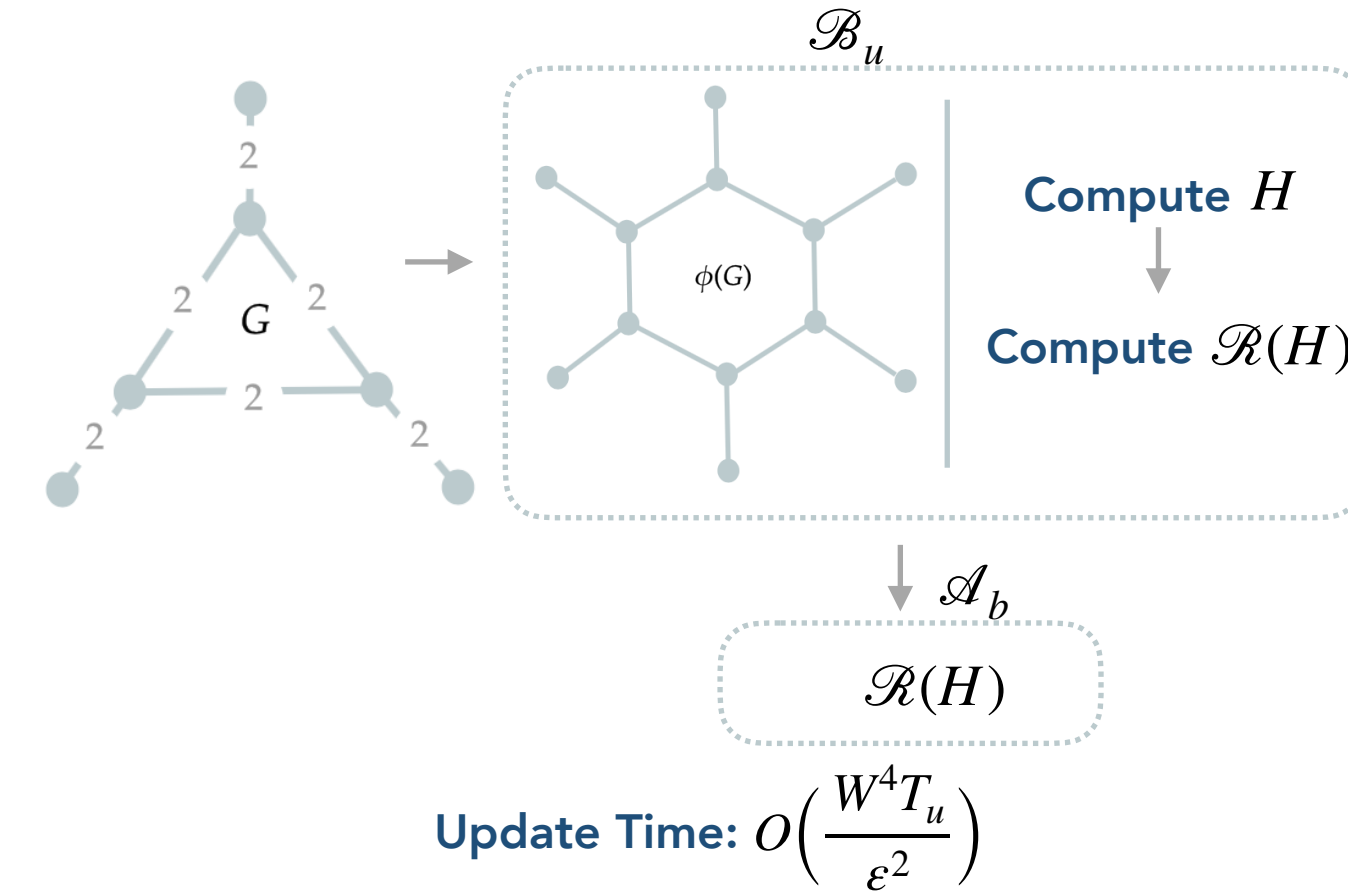 ℬ_u
2
2 2
G
2
2 2
ϕ(G)
Compute H
Compute ℛ(H)
𝒜_b
ℛ(H)
Update Time: O(W⁴T_u / ε²)